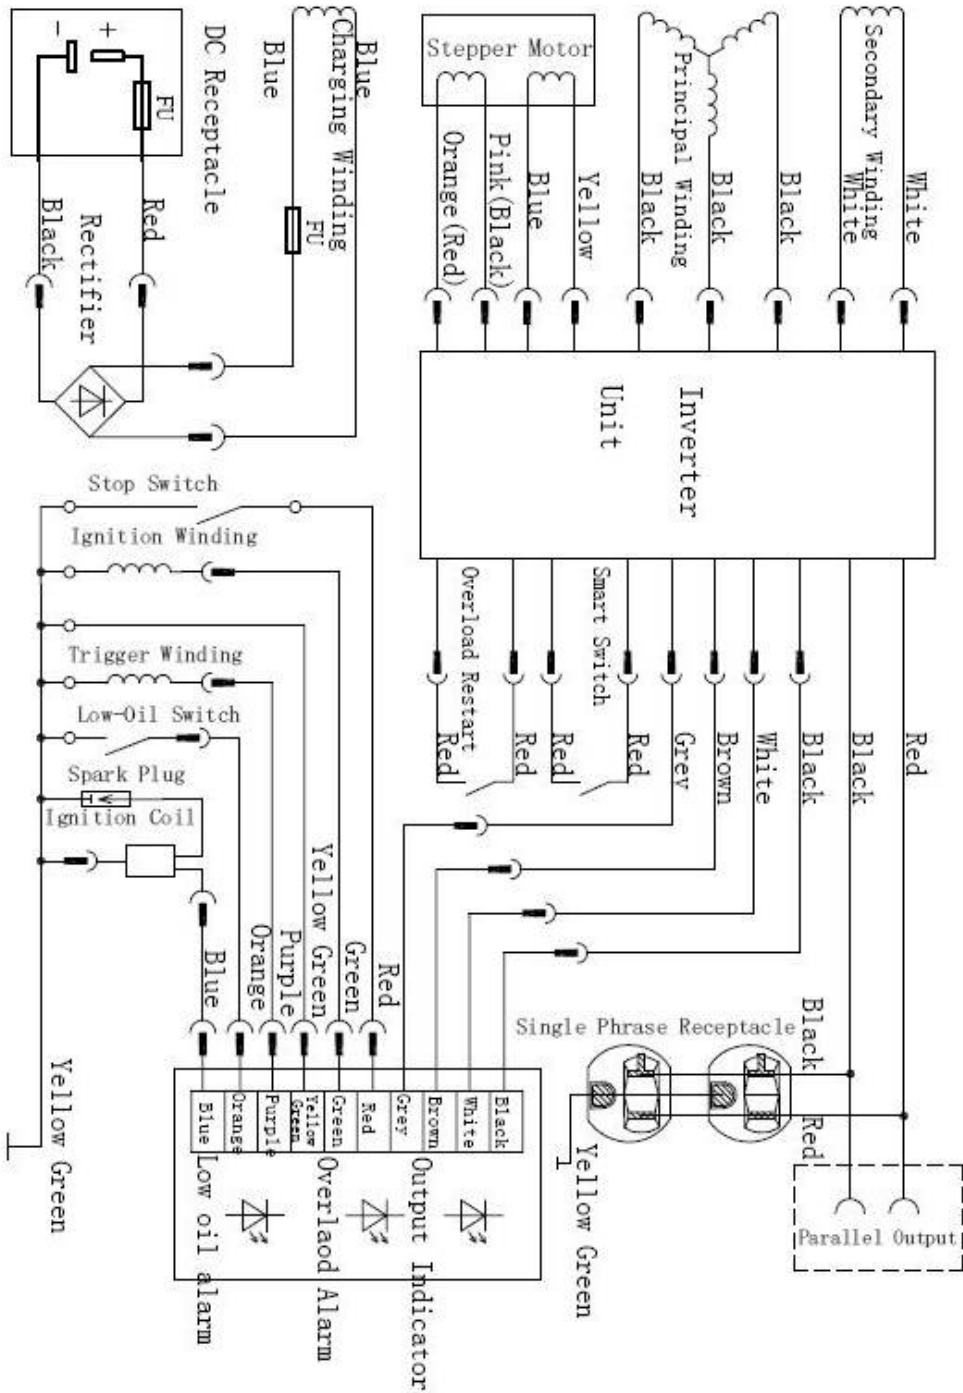 DC Receptacle
-
+
FU
Black
Red
Rectifier
Blue
Charging Winding
Blue
FU
Stepper Motor
Orange(Red)
Pink(Black)
Blue
Yellow
Principal Winding
Black
Black
Black
Secondary Winding
White
White
Inverter
Unit
Stop Switch
Ignition Winding
Trigger Winding
Low-Oil Switch
Spark Plug
Ignition Coil
Overload Restart
Smart Switch
Red
Red
Red
Red
Grey
Brown
White
Black
Black
Red
Blue
Orange
Purple
Yellow Green
Green
Red
Single Phrase Receptacle
Black
Red
Yellow Green
Parallel Output
Yellow Green
Blue
Orange
Purple
Yellow
Green
Green
Red
Grey
Brown
White
Black
Low oil alarm
Overlaod Alarm
Output Indicator